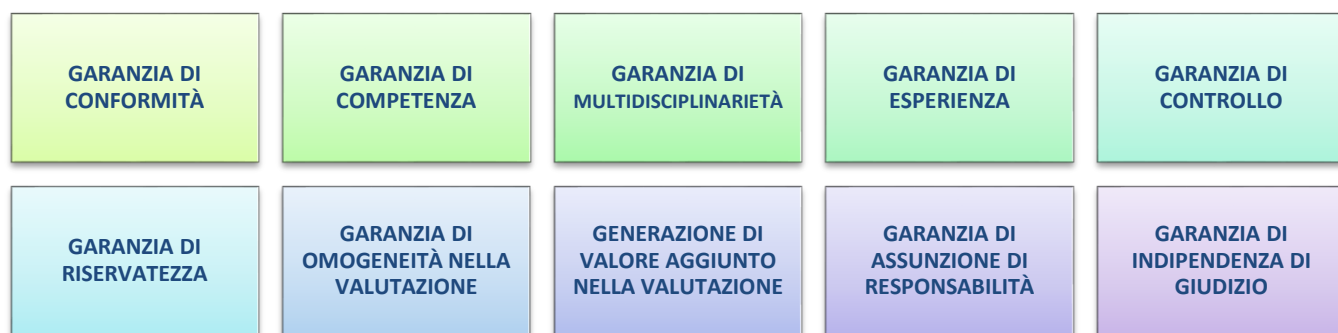 GARANZIA DI
CONFORMITÀ
GARANZIA DI
COMPETENZA
GARANZIA DI
MULTIDISCIPLINARIETÀ
GARANZIA DI
ESPERIENZA
GARANZIA DI
CONTROLLO
GARANZIA DI
RISERVATEZZA
GARANZIA DI
OMOGENEITÀ NELLA
VALUTAZIONE
GENERAZIONE DI
VALORE AGGIUNTO
NELLA VALUTAZIONE
GARANZIA DI
ASSUNZIONE DI
RESPONSABILITÀ
GARANZIA DI
INDIPENDENZA DI
GIUDIZIO